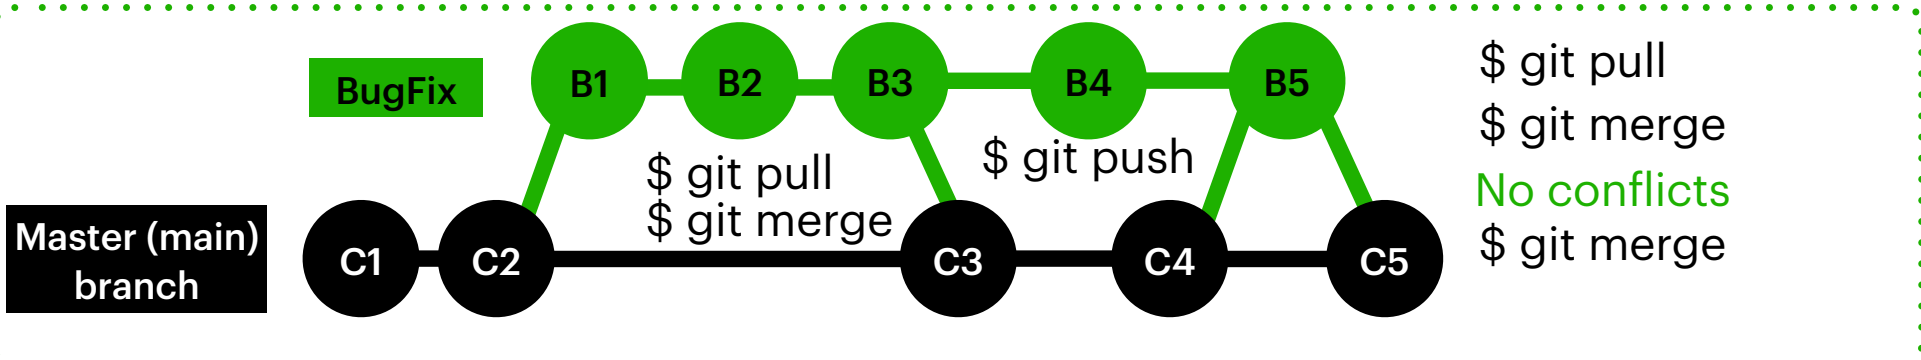 BugFix
B1
B2
B3
B4
B5
$ git pull
$ git merge
No conflicts
$ git merge
$ git pull
$ git merge
$ git push
Master (main)
branch
C1
C2
C3
C4
C5